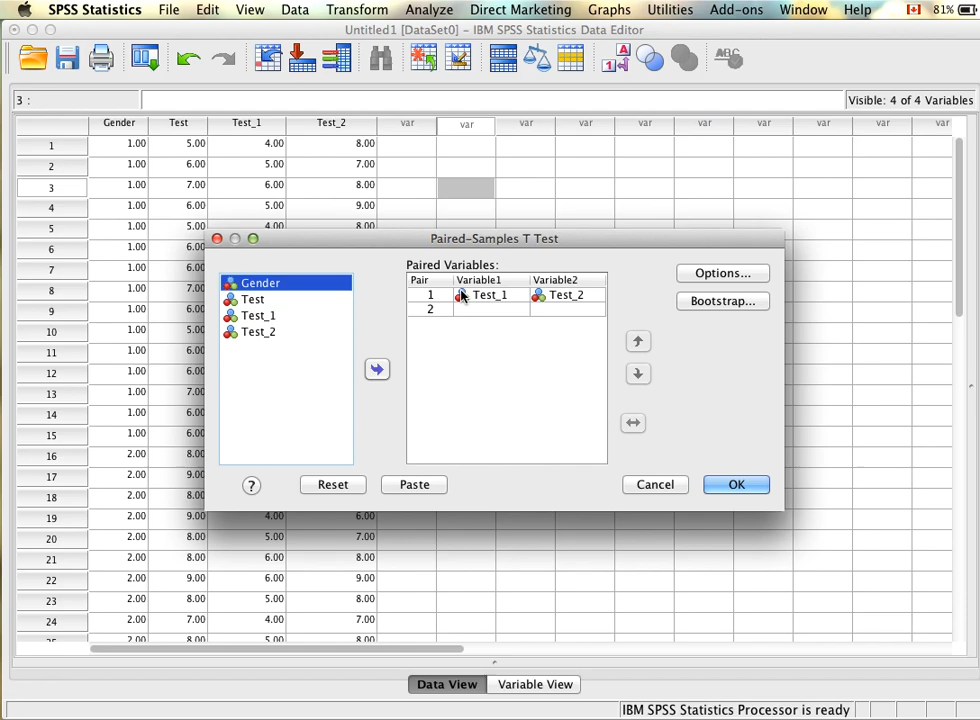 SPSS Statistics File Edit View Data Transform Analyze Direct Marketing Graphs Utilities Add-ons Window Help 81%
Untitled1 [DataSet0] – IBM SPSS Statistics Data Editor
3 : Visible: 4 of 4 Variables
Gender Test Test_1 Test_2 var var var var var var var var var var
1 1.00 5.00 4.00 8.00
2 1.00 6.00 5.00 7.00
3 1.00 7.00 6.00 8.00
4 1.00 6.00 5.00 9.00
5 1.00 5.00 4.00 8.00
6 1.00 6.00
7 1.00 6.00
8 1.00 7.00
9 1.00 6.00
10 1.00 5.00
11 1.00 6.00
12 1.00 6.00
13 1.00 7.00
14 1.00 6.00
15 1.00 6.00
16 2.00 8.00
17 2.00 9.00
18 2.00 8.00
19 2.00 9.00 4.00 6.00
20 2.00 8.00 5.00 7.00
21 2.00 8.00 6.00 8.00
22 2.00 9.00 6.00 9.00
23 2.00 8.00 5.00 8.00
24 2.00 7.00 4.00 7.00
25 2.00 8.00 5.00 8.00
Paired-Samples T Test
Gender
Test
Test_1
Test_2
Paired Variables:
Pair Variable1 Variable2
1 Test_1 Test_2
2
Options...
Bootstrap...
? Reset Paste Cancel OK
Data View Variable View
IBM SPSS Statistics Processor is ready